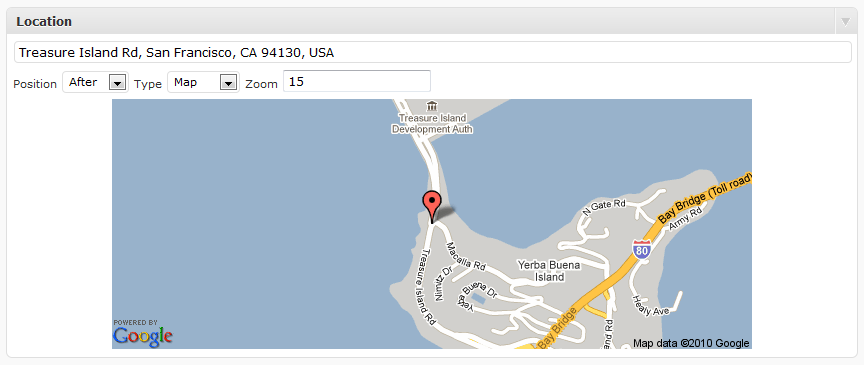 Location
Treasure Island Rd, San Francisco, CA 94130, USA
Position After Type Map Zoom 15
Treasure Island
Development Auth
N Gate Rd
Bay Bridge (Toll road)
Army Rd
80
Macalla Rd
Yerba Buena
Island
Treasure Island Rd
Nimitz Dr
Yerba Buena Dr
Healy Ave
Bay Bridge
land Rd
POWERED BY
Google
Map data ©2010 Google